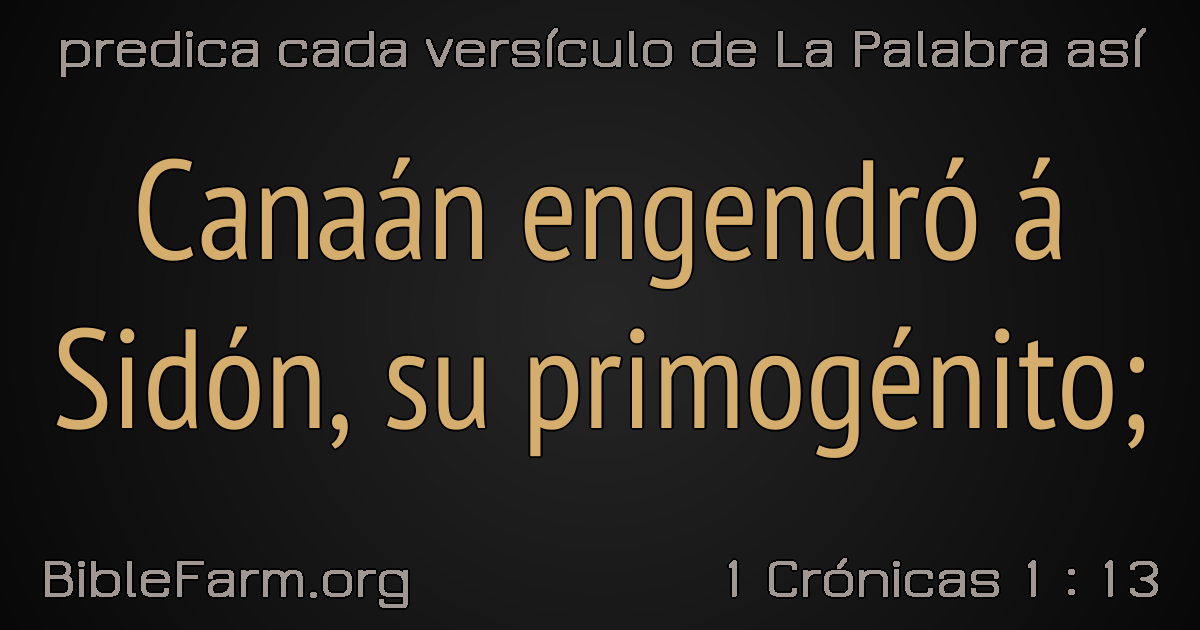 predica cada versículo de La Palabra así
Canaán engendró á
Sidón, su primogénito;
BibleFarm.org
1 Crónicas 1 : 13